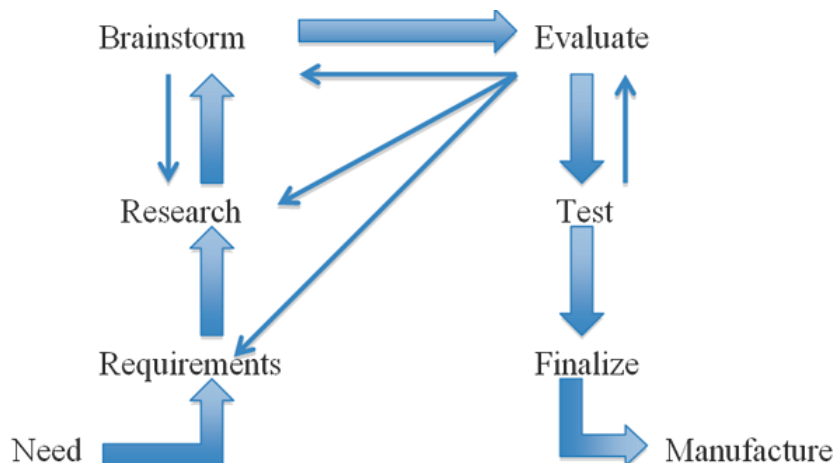 Brainstorm
Evaluate
Research
Test
Requirements
Finalize
Need
Manufacture